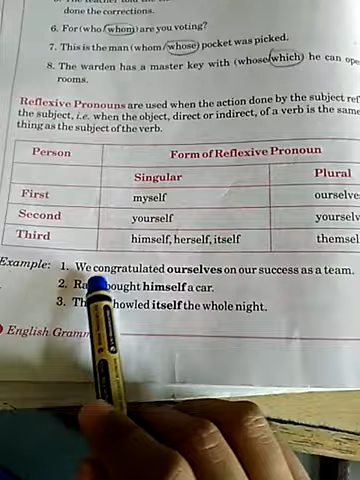 done the corrections.
6. For (who/whom) are you voting?
7. This is the man (whom/whose) pocket was picked.
8. The warden has a master key with (whose/which) he can ope
rooms.
Reflexive Pronouns are used when the action done by the subject ref
the subject, i.e. when the object, direct or indirect, of a verb is the same
thing as the subject of the verb.
Person Form of Reflexive Pronoun
Singular Plural
First myself ourselve
Second yourself yourselv
Third himself, herself, itself themsel
Example: 1. We congratulated ourselves on our success as a team.
2. Ra bought himself a car.
3. Th howled itself the whole night.
English Gramm